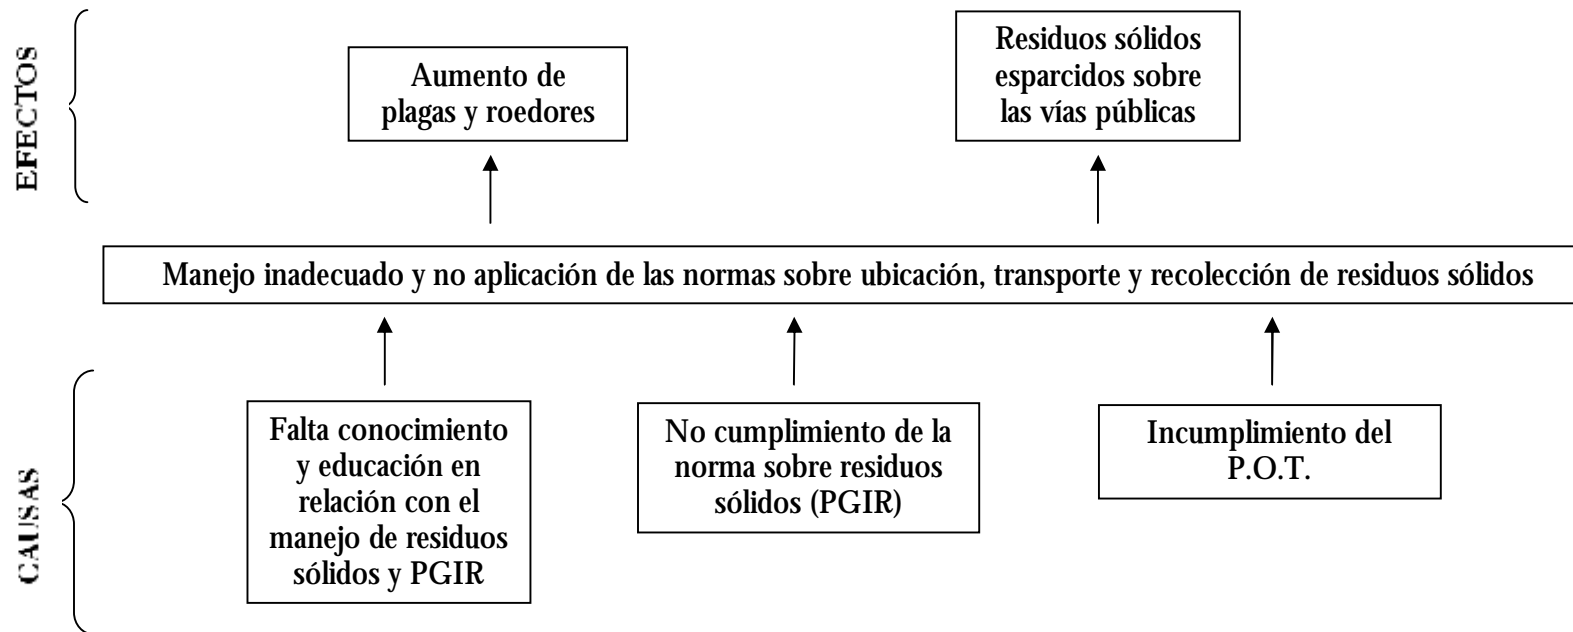 EFECTOS
Aumento de
plagas y roedores
Residuos sólidos
esparcidos sobre
las vías públicas
Manejo inadecuado y no aplicación de las normas sobre ubicación, transporte y recolección de residuos sólidos
CAUSAS
Falta conocimiento
y educación en
relación con el
manejo de residuos
sólidos y PGIR
No cumplimiento de la
norma sobre residuos
sólidos (PGIR)
Incumplimiento del
P.O.T.